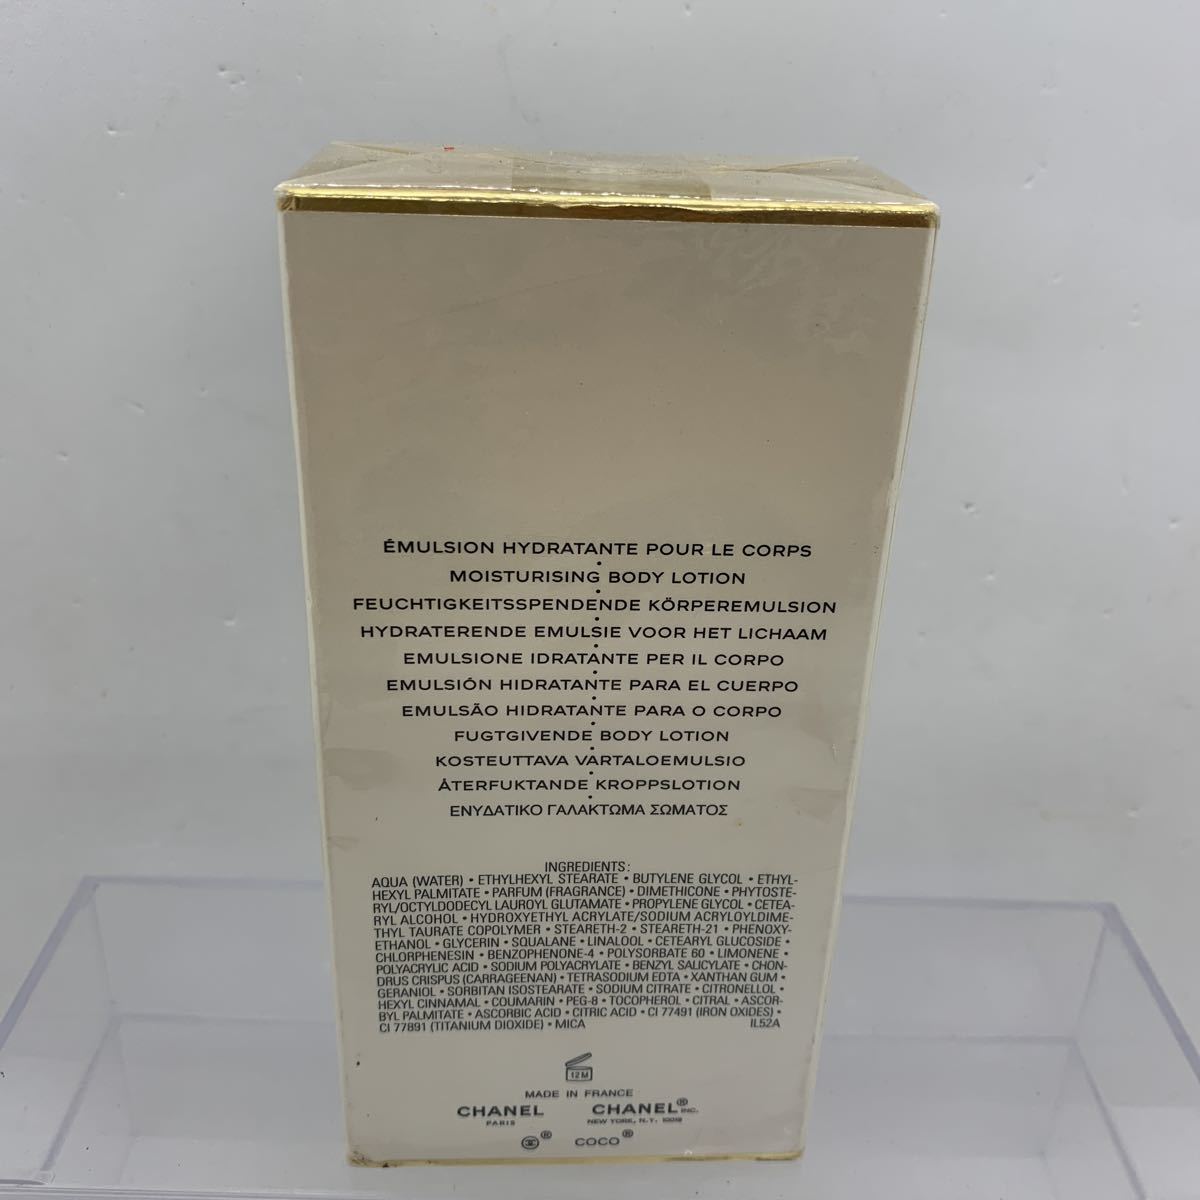 ÉMULSION HYDRATANTE POUR LE CORPS
•
MOISTURISING BODY LOTION
•
FEUCHTIGKEITSSPENDENDE KÖRPEREMULSION
•
HYDRATERENDE EMULSIE VOOR HET LICHAAM
•
EMULSIONE IDRATANTE PER IL CORPO
•
EMULSIÓN HIDRATANTE PARA EL CUERPO
•
EMULSÃO HIDRATANTE PARA O CORPO
•
FUGTGIVENDE BODY LOTION
•
KOSTEUTTAVA VARTALOEMULSIO
•
ÅTERFUKTANDE KROPPSLOTION
•
ΕΝΥΔΑΤΙΚΟ ΓΑΛΑΚΤΩΜΑ ΣΩΜΑΤΟΣ
INGREDIENTS:
AQUA (WATER) • ETHYLHEXYL STEARATE • BUTYLENE GLYCOL • ETHYL-
HEXYL PALMITATE • PARFUM (FRAGRANCE) • DIMETHICONE • PHYTOSTE-
RYL/OCTYLDODECYL LAUROYL GLUTAMATE • PROPYLENE GLYCOL • CETEA-
RYL ALCOHOL • HYDROXYETHYL ACRYLATE/SODIUM ACRYLOYLDIME-
THYL TAURATE COPOLYMER • STEARETH-2 • STEARETH-21 • PHENOXY-
ETHANOL • GLYCERIN • SQUALANE • LINALOOL • CETEARYL GLUCOSIDE •
CHLORPHENESIN • BENZOPHENONE-4 • POLYSORBATE 60 • LIMONENE •
POLYACRYLIC ACID • SODIUM POLYACRYLATE • BENZYL SALICYLATE • CHON-
DRUS CRISPUS (CARRAGEENAN) • TETRASODIUM EDTA • XANTHAN GUM •
GERANIOL • SORBITAN ISOSTEARATE • SODIUM CITRATE • CITRONELLOL •
HEXYL CINNAMAL • COUMARIN • PEG-8 • TOCOPHEROL • CITRAL • ASCOR-
BYL PALMITATE • ASCORBIC ACID • CITRIC ACID • CI 77491 (IRON OXIDES) •
CI 77891 (TITANIUM DIOXIDE) • MICA IL52A
12M
MADE IN FRANCE
CHANEL CHANEL® INC.
PARIS NEW YORK, N.Y. 10019
® COCO®